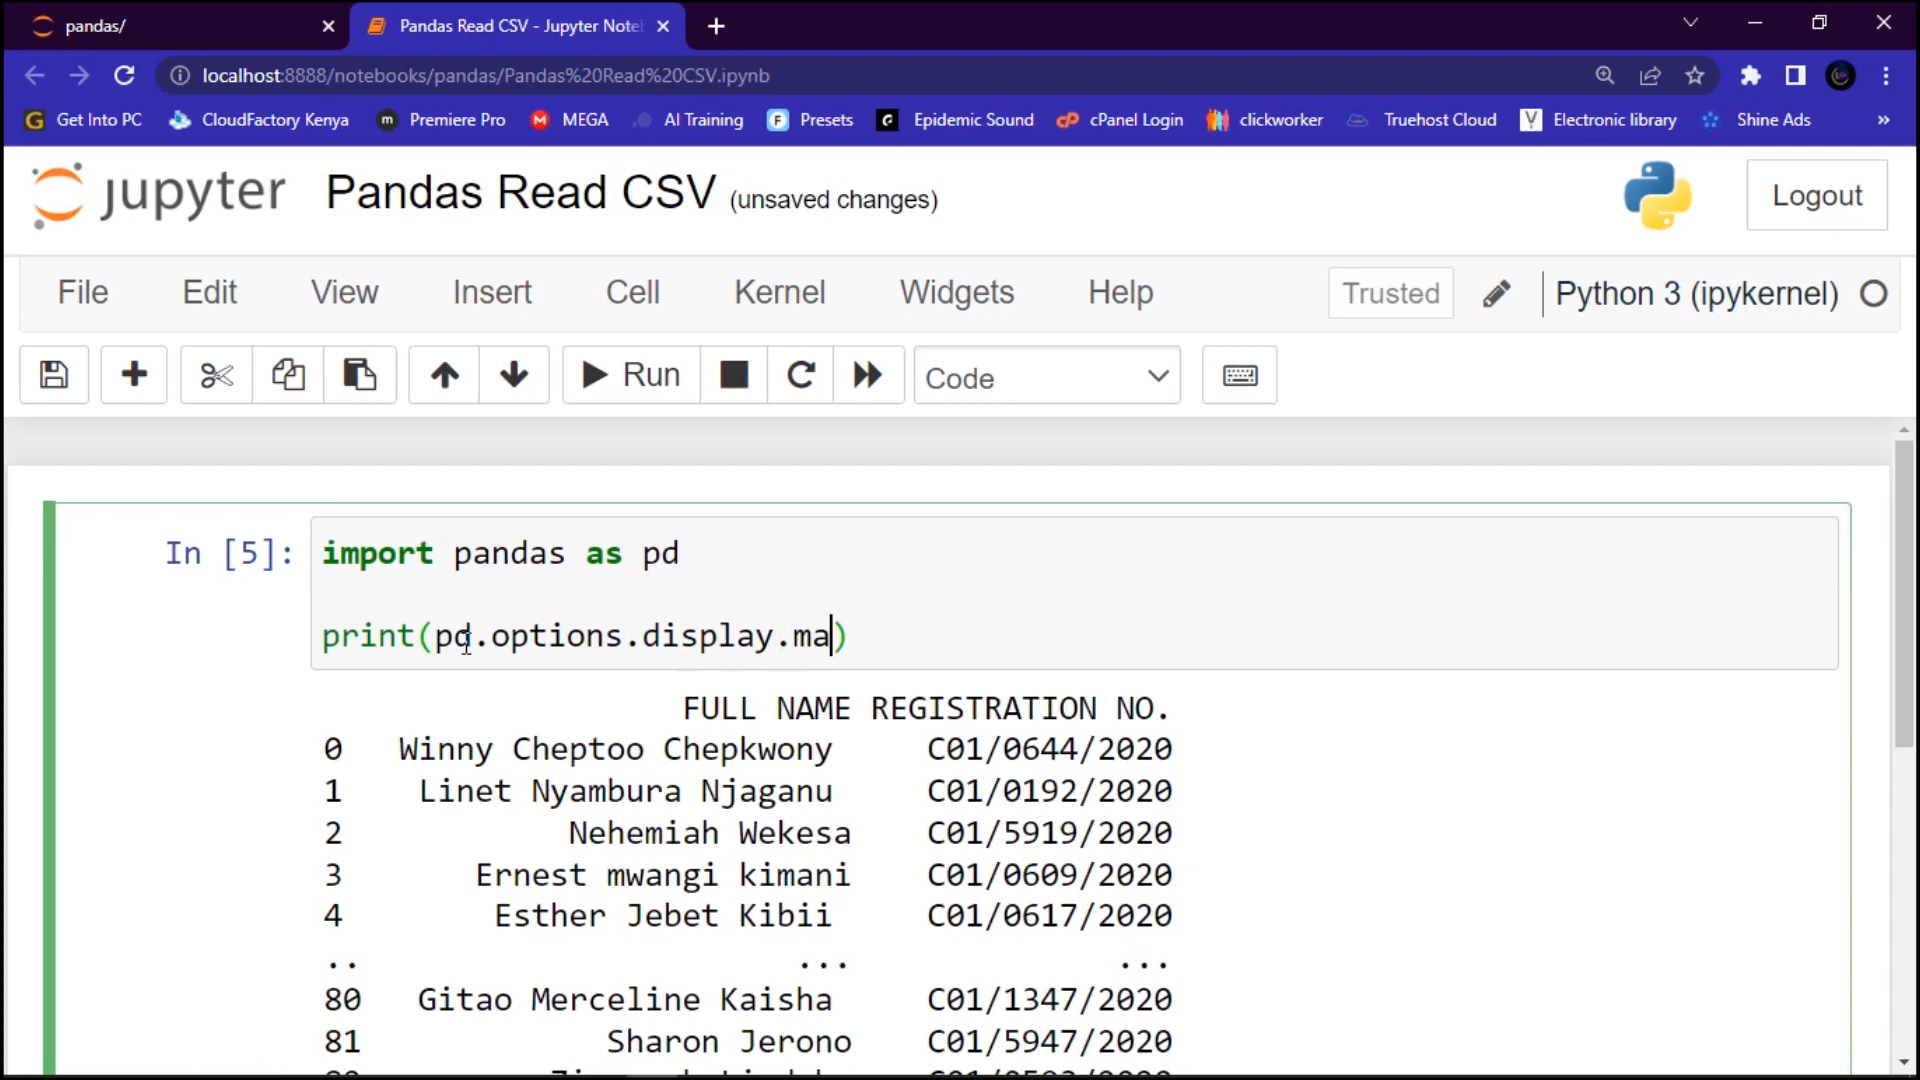 pandas/
Pandas Read CSV - Jupyter Note
localhost:8888/notebooks/pandas/Pandas%20Read%20CSV.ipynb
Get Into PC CloudFactory Kenya Premiere Pro MEGA AI Training Presets Epidemic Sound cPanel Login clickworker Truehost Cloud Electronic library Shine Ads »
jupyter Pandas Read CSV (unsaved changes) Logout
File Edit View Insert Cell Kernel Widgets Help Trusted Python 3 (ipykernel)
Run Code
In [5]: import pandas as pd
print(pd.options.display.ma)
FULL NAME REGISTRATION NO.
0 Winny Cheptoo Chepkwony C01/0644/2020
1 Linet Nyambura Njaganu C01/0192/2020
2 Nehemiah Wekesa C01/5919/2020
3 Ernest mwangi kimani C01/0609/2020
4 Esther Jebet Kibii C01/0617/2020
.. ... ...
80 Gitao Merceline Kaisha C01/1347/2020
81 Sharon Jerono C01/5947/2020